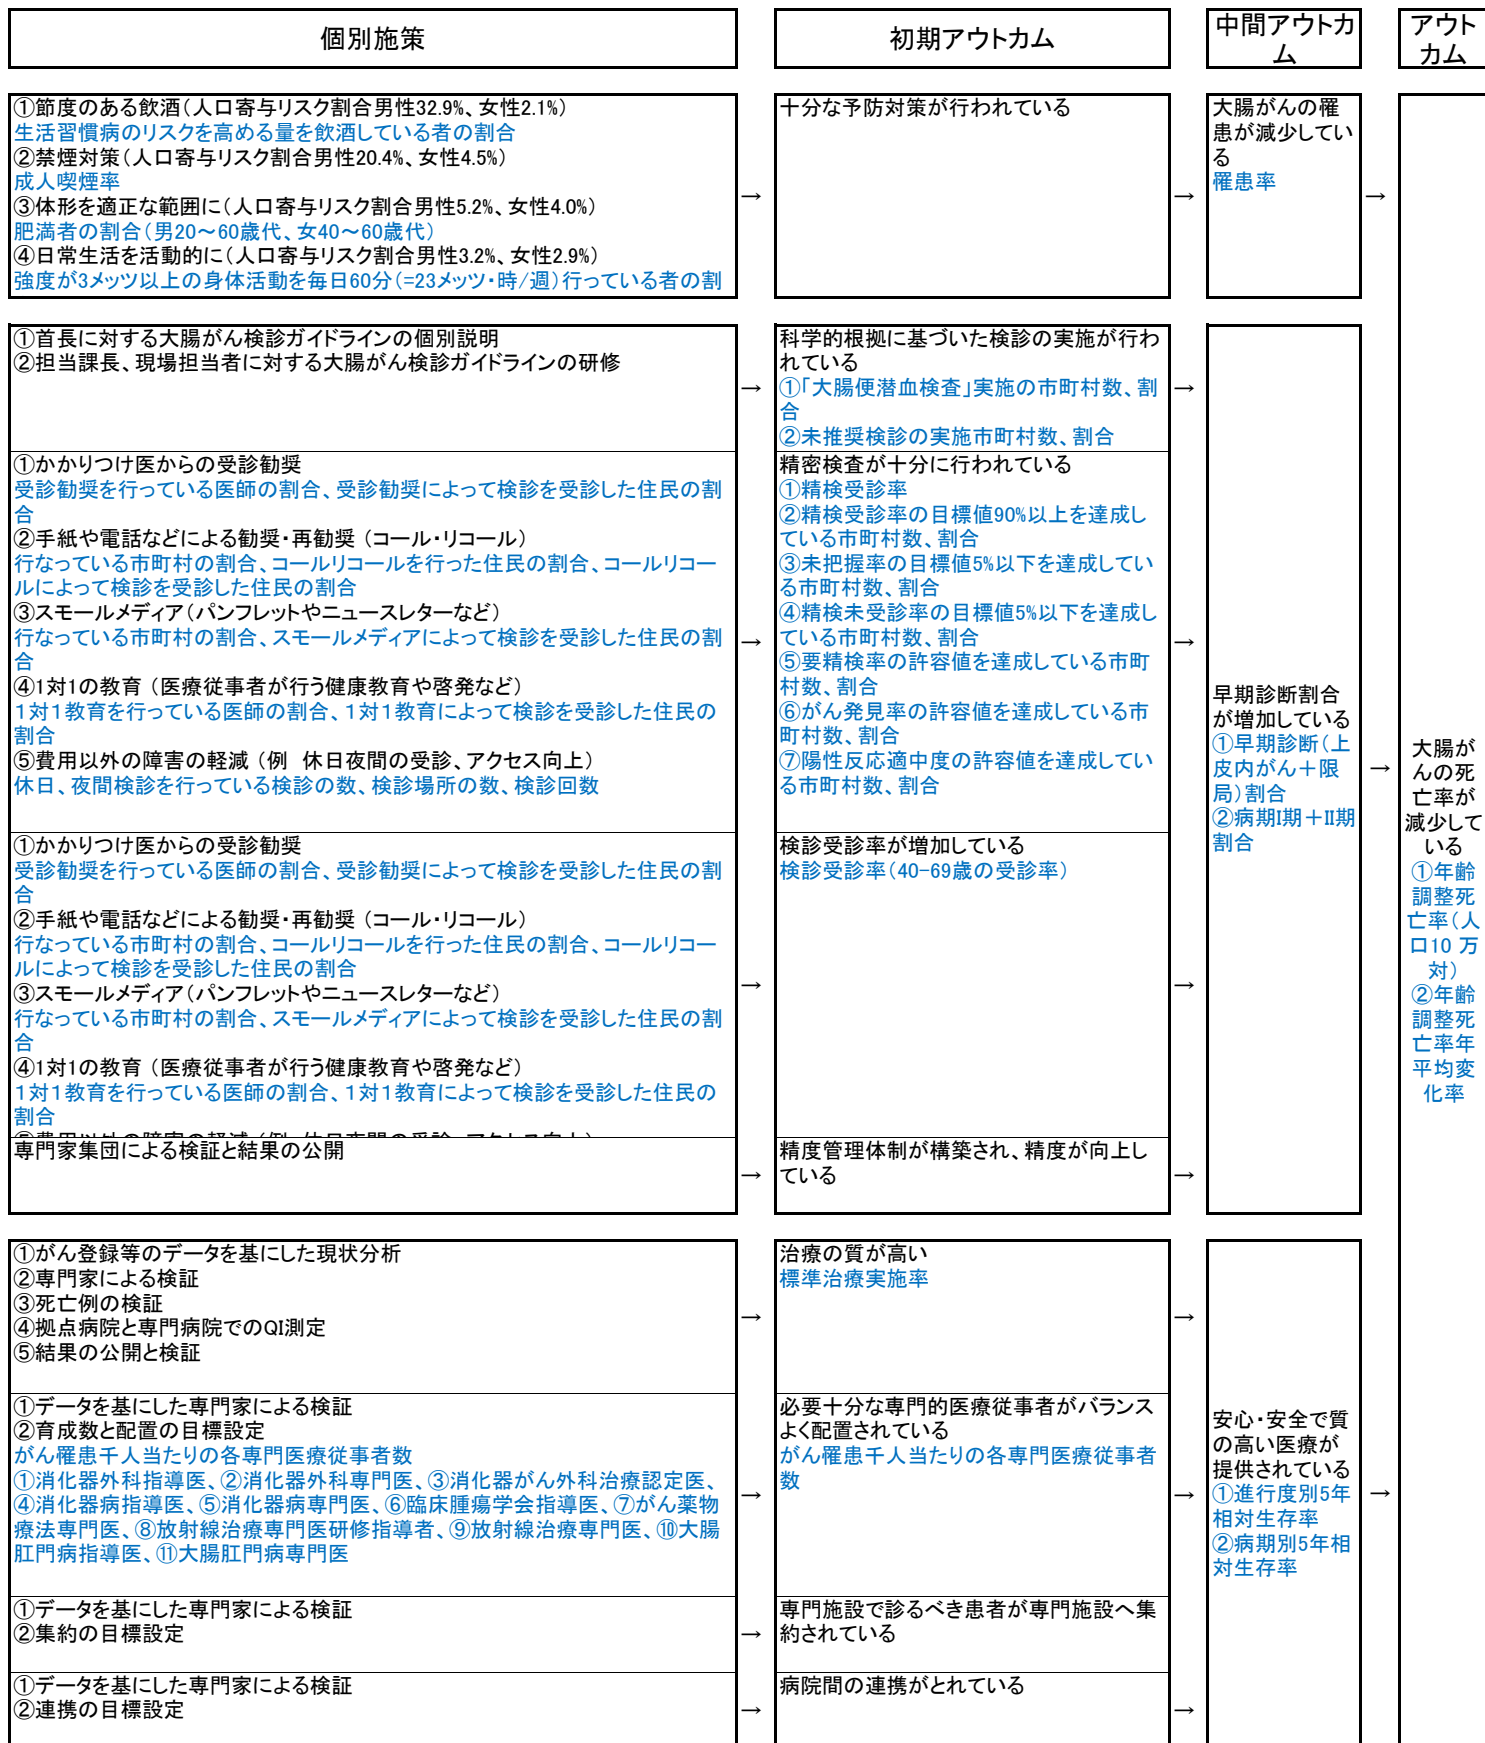 個別施策
初期アウトカム
中間アウトカ
ム
アウト
カム
①節度のある飲酒(人口寄与リスク割合男性32.9%、女性2.1%)
生活習慣病のリスクを高める量を飲酒している者の割合
②禁煙対策(人口寄与リスク割合男性20.4%、女性4.5%)
成人喫煙率
③体形を適正な範囲に(人口寄与リスク割合男性5.2%、女性4.0%)
肥満者の割合(男20～60歳代、女40～60歳代)
④日常生活を活動的に(人口寄与リスク割合男性3.2%、女性2.9%)
強度が3メッツ以上の身体活動を毎日60分(=23メッツ・時/週)行っている者の割
→
十分な予防対策が行われている
→
大腸がんの罹
患が減少してい
る
罹患率
→
①首長に対する大腸がん検診ガイドラインの個別説明
②担当課長、現場担当者に対する大腸がん検診ガイドラインの研修
→
科学的根拠に基づいた検診の実施が行わ
れている
①「大腸便潜血検査」実施の市町村数、割
合
②未推奨検診の実施市町村数、割合
→
①かかりつけ医からの受診勧奨
受診勧奨を行っている医師の割合、受診勧奨によって検診を受診した住民の割
合
②手紙や電話などによる勧奨・再勧奨 (コール・リコール)
行なっている市町村の割合、コールリコールを行った住民の割合、コールリコー
ルによって検診を受診した住民の割合
③スモールメディア(パンフレットやニュースレターなど)
行なっている市町村の割合、スモールメディアによって検診を受診した住民の割
合
④1対1の教育 (医療従事者が行う健康教育や啓発など)
１対１教育を行っている医師の割合、１対１教育によって検診を受診した住民の
割合
⑤費用以外の障害の軽減 (例　休日夜間の受診、アクセス向上)
休日、夜間検診を行っている検診の数、検診場所の数、検診回数
→
精密検査が十分に行われている
①精検受診率
②精検受診率の目標値90%以上を達成し
ている市町村数、割合
③未把握率の目標値5%以下を達成してい
る市町村数、割合
④精検未受診率の目標値5%以下を達成し
ている市町村数、割合
⑤要精検率の許容値を達成している市町
村数、割合
⑥がん発見率の許容値を達成している市
町村数、割合
⑦陽性反応適中度の許容値を達成してい
る市町村数、割合
→
早期診断割合
が増加している
①早期診断(上
皮内がん＋限
局)割合
②病期I期＋II期
割合
→
大腸が
んの死
亡率が
減少して
いる
①年齢
調整死
亡率(人
口10 万
対)
②年齢
調整死
亡率年
平均変
化率
①かかりつけ医からの受診勧奨
受診勧奨を行っている医師の割合、受診勧奨によって検診を受診した住民の割
合
②手紙や電話などによる勧奨・再勧奨 (コール・リコール)
行なっている市町村の割合、コールリコールを行った住民の割合、コールリコー
ルによって検診を受診した住民の割合
③スモールメディア(パンフレットやニュースレターなど)
行なっている市町村の割合、スモールメディアによって検診を受診した住民の割
合
④1対1の教育 (医療従事者が行う健康教育や啓発など)
１対１教育を行っている医師の割合、１対１教育によって検診を受診した住民の
割合
→
検診受診率が増加している
検診受診率(40-69歳の受診率)
→
専門家集団による検証と結果の公開
→
精度管理体制が構築され、精度が向上し
ている
→
①がん登録等のデータを基にした現状分析
②専門家による検証
③死亡例の検証
④拠点病院と専門病院でのQI測定
⑤結果の公開と検証
→
治療の質が高い
標準治療実施率
→
①データを基にした専門家による検証
②育成数と配置の目標設定
がん罹患千人当たりの各専門医療従事者数
①消化器外科指導医、②消化器外科専門医、③消化器がん外科治療認定医、
④消化器病指導医、⑤消化器病専門医、⑥臨床腫瘍学会指導医、⑦がん薬物
療法専門医、⑧放射線治療専門医研修指導者、⑨放射線治療専門医、⑩大腸
肛門病指導医、⑪大腸肛門病専門医
→
必要十分な専門的医療従事者がバランス
よく配置されている
がん罹患千人当たりの各専門医療従事者
数
→
安心・安全で質
の高い医療が
提供されている
①進行度別5年
相対生存率
②病期別5年相
対生存率
→
①データを基にした専門家による検証
②集約の目標設定
→
専門施設で診るべき患者が専門施設へ集
約されている
①データを基にした専門家による検証
②連携の目標設定
→
病院間の連携がとれている
→